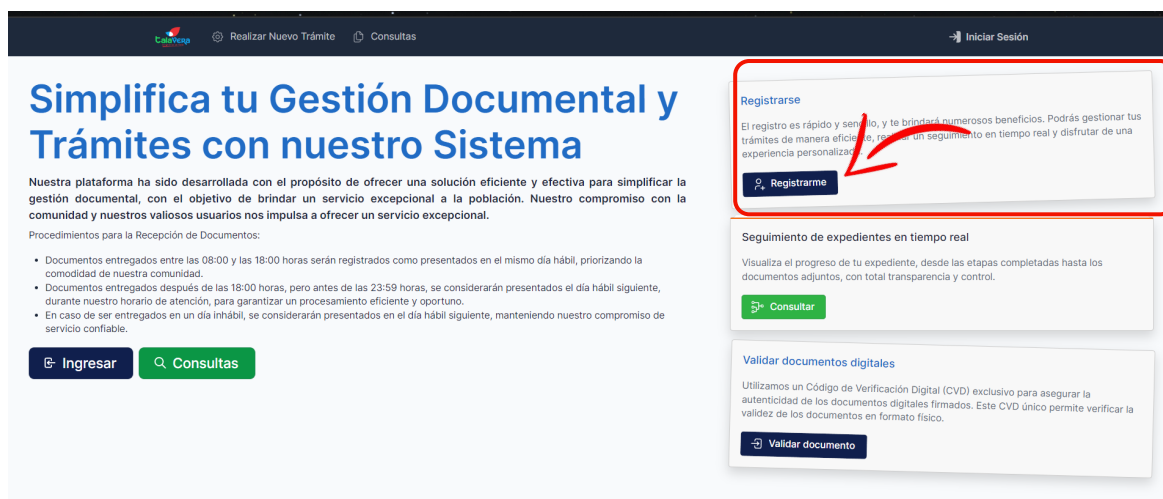 TalaVERA
Realizar Nuevo Trámite
Consultas
Iniciar Sesión
Simplifica tu Gestión Documental y
Trámites con nuestro Sistema
Nuestra plataforma ha sido desarrollada con el propósito de ofrecer una solución eficiente y efectiva para simplificar la
gestión documental, con el objetivo de brindar un servicio excepcional a la población. Nuestro compromiso con la
comunidad y nuestros valiosos usuarios nos impulsa a ofrecer un servicio excepcional.
Procedimientos para la Recepción de Documentos:
Documentos entregados entre las 08:00 y las 18:00 horas serán registrados como presentados en el mismo día hábil, priorizando la
comodidad de nuestra comunidad.
Documentos entregados después de las 18:00 horas, pero antes de las 23:59 horas, se considerarán presentados el día hábil siguiente,
durante nuestro horario de atención, para garantizar un procesamiento eficiente y oportuno.
En caso de ser entregados en un día inhábil, se considerarán presentados en el día hábil siguiente, manteniendo nuestro compromiso de
servicio confiable.
Ingresar
Consultas
Registrarse
El registro es rápido y sencillo, y te brindará numerosos beneficios. Podrás gestionar tus
trámites de manera eficiente, realizar un seguimiento en tiempo real y disfrutar de una
experiencia personalizada.
Registrarme
Seguimiento de expedientes en tiempo real
Visualiza el progreso de tu expediente, desde las etapas completadas hasta los
documentos adjuntos, con total transparencia y control.
Consultar
Validar documentos digitales
Utilizamos un Código de Verificación Digital (CVD) exclusivo para asegurar la
autenticidad de los documentos digitales firmados. Este CVD único permite verificar la
validez de los documentos en formato físico.
Validar documento